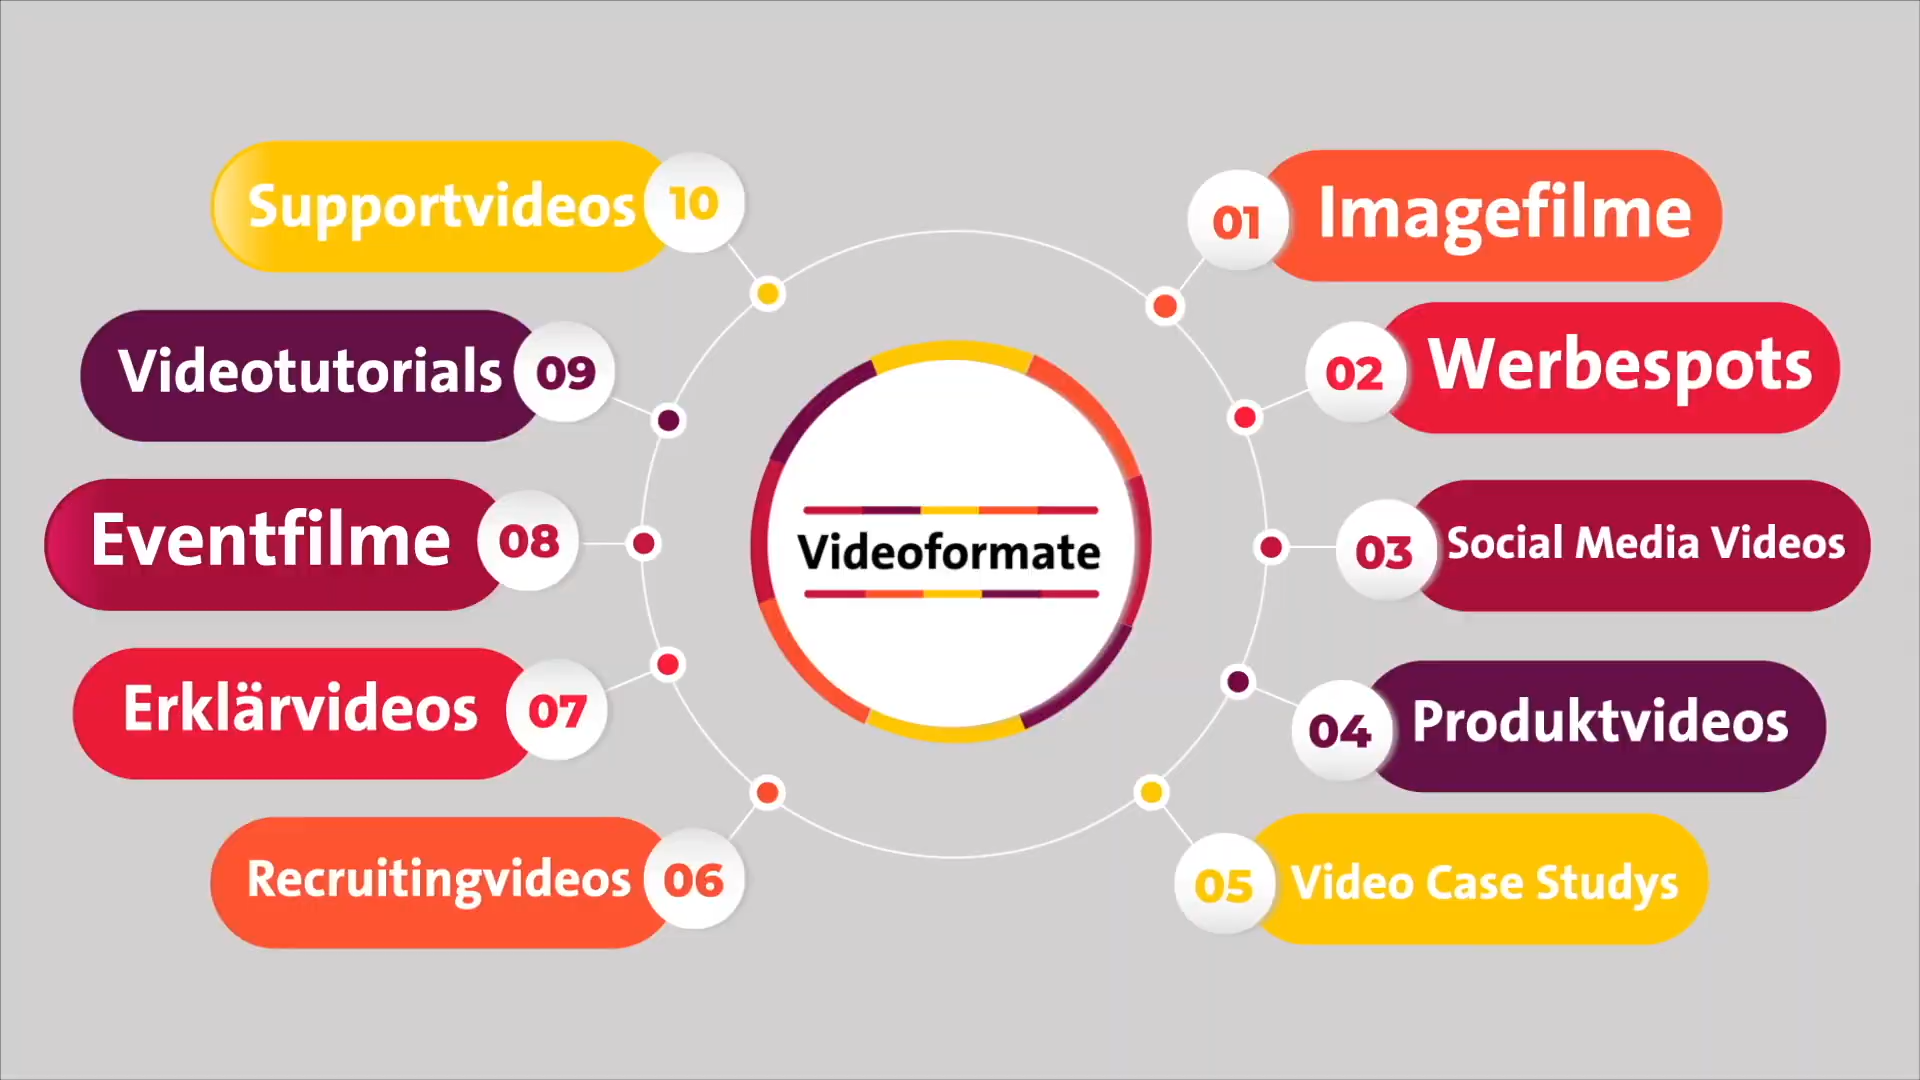 Videoformate
01 Imagefilme
02 Werbespots
03 Social Media Videos
04 Produktvideos
05 Video Case Studys
Recruitingvideos 06
Erklärvideos 07
Eventfilme 08
Videotutorials 09
Supportvideos 10